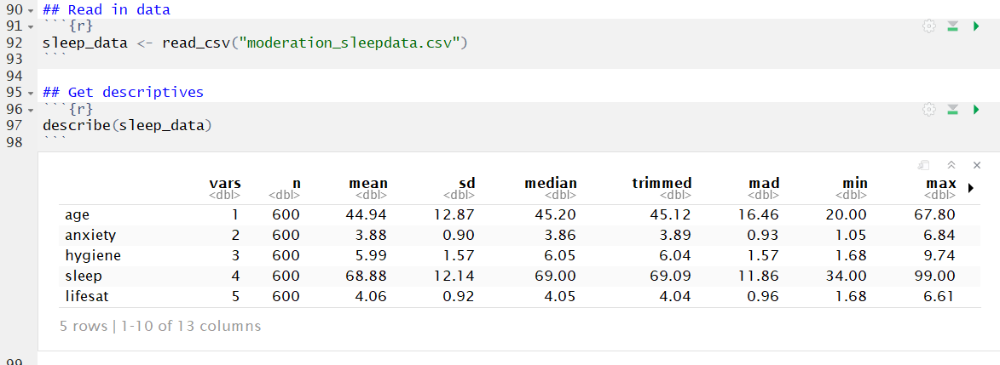 90 ## Read in data
91 ```{r}
92 sleep_data <- read_csv("moderation_sleepdata.csv")
93 ```
94
95 ## Get descriptives
96 ```{r}
97 describe(sleep_data)
98 ```
vars n mean sd median trimmed mad min max
<dbl> <dbl> <dbl> <dbl> <dbl> <dbl> <dbl> <dbl> <dbl>
age 1 600 44.94 12.87 45.20 45.12 16.46 20.00 67.80
anxiety 2 600 3.88 0.90 3.86 3.89 0.93 1.05 6.84
hygiene 3 600 5.99 1.57 6.05 6.04 1.57 1.68 9.74
sleep 4 600 68.88 12.14 69.00 69.09 11.86 34.00 99.00
lifesat 5 600 4.06 0.92 4.05 4.04 0.96 1.68 6.61
5 rows | 1-10 of 13 columns
99